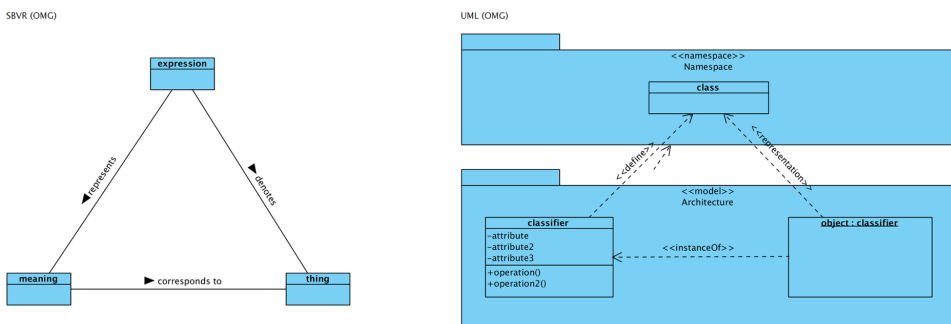 SBVR (OMG)
expression
represents
denotes
meaning
corresponds to
thing
UML (OMG)
<<namespace>>
Namespace
class
<<define>>
<<representation>>
<<model>>
Architecture
classifier
-attribute
-attribute2
-attribute3
+operation()
+operation2()
<<instanceOf>>
object : classifier